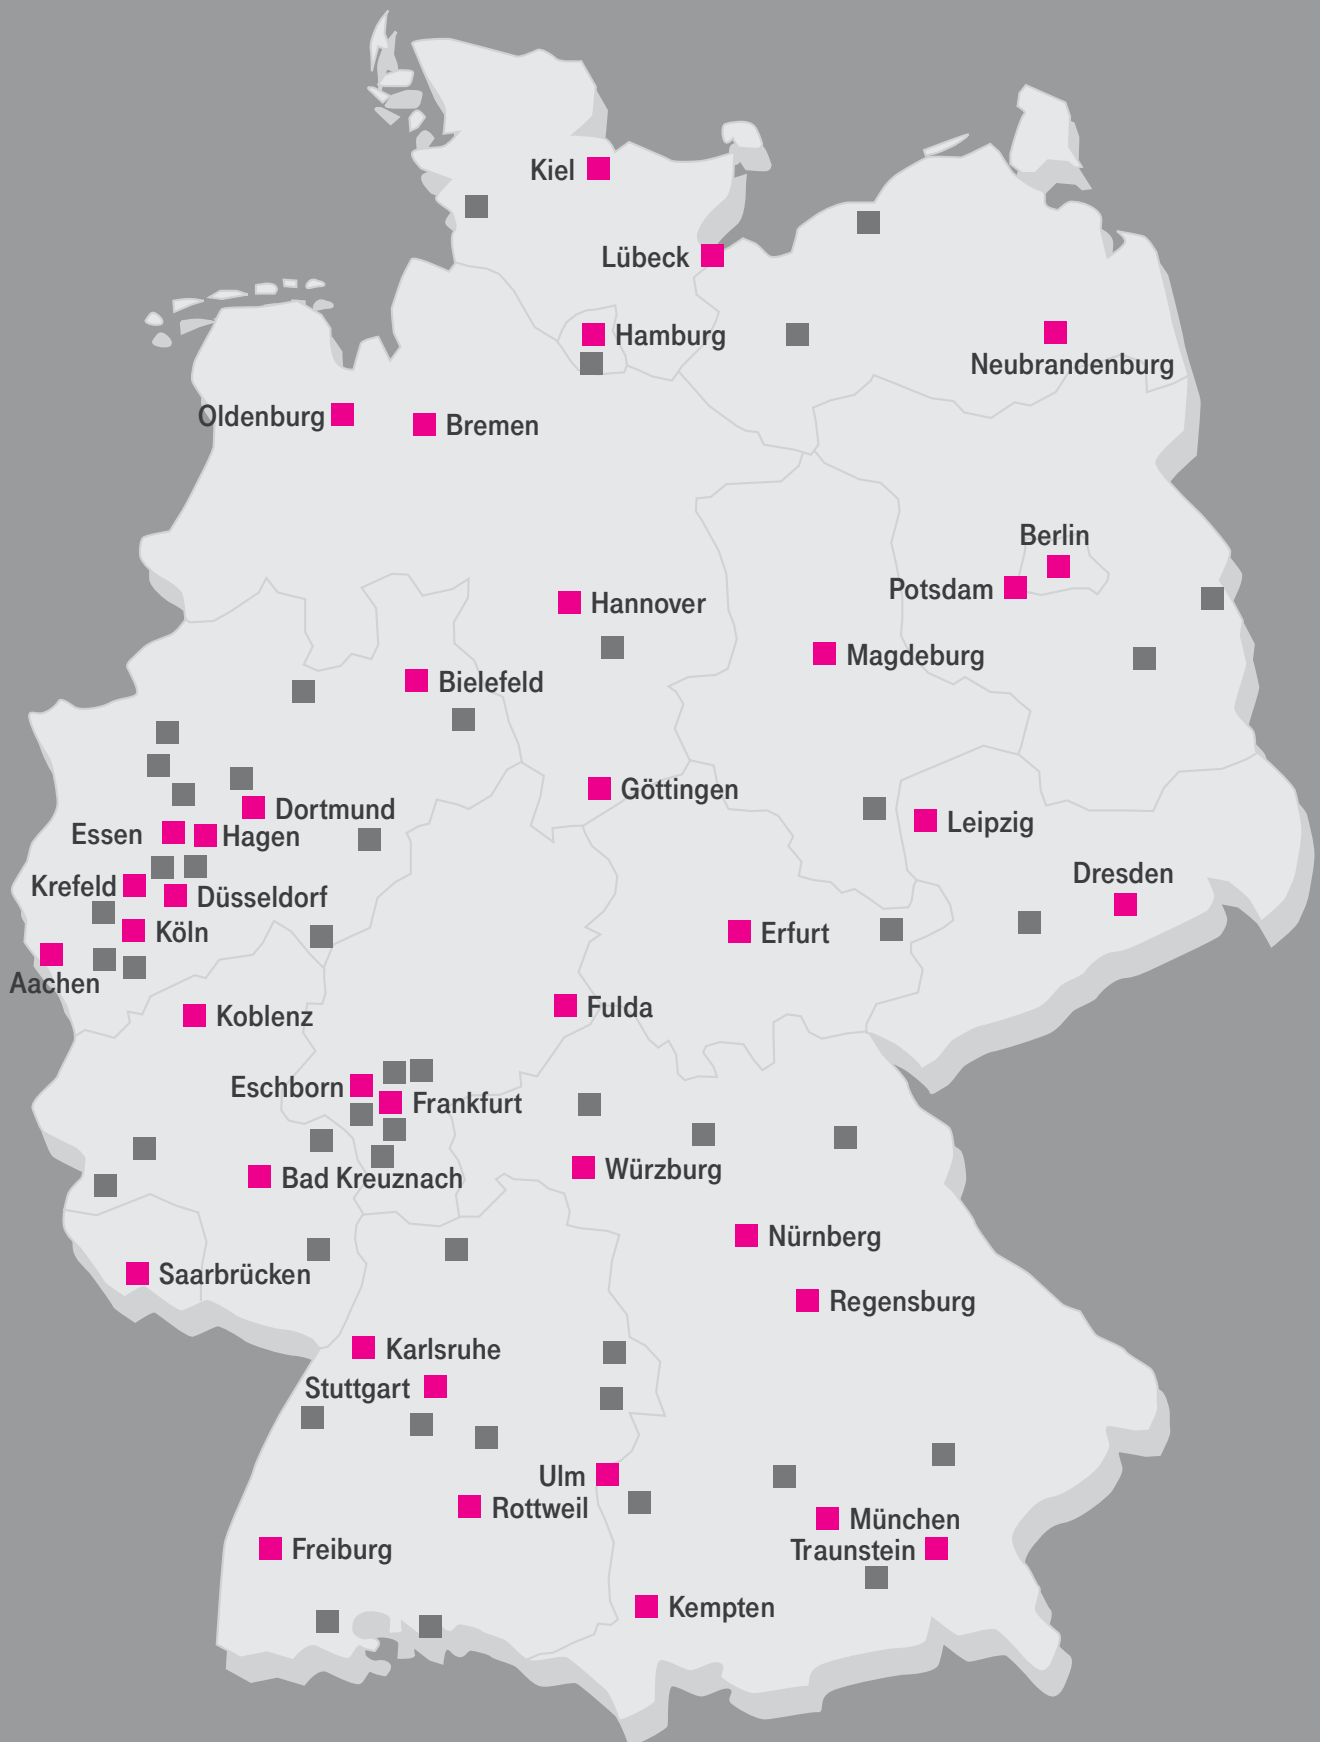 Kiel
Lübeck
Hamburg
Neubrandenburg
Oldenburg
Bremen
Berlin
Potsdam
Hannover
Magdeburg
Bielefeld
Göttingen
Dortmund
Leipzig
Essen
Hagen
Dresden
Krefeld
Düsseldorf
Köln
Erfurt
Aachen
Fulda
Koblenz
Eschborn
Frankfurt
Würzburg
Bad Kreuznach
Nürnberg
Saarbrücken
Regensburg
Karlsruhe
Stuttgart
Ulm
Rottweil
München
Freiburg
Traunstein
Kempten